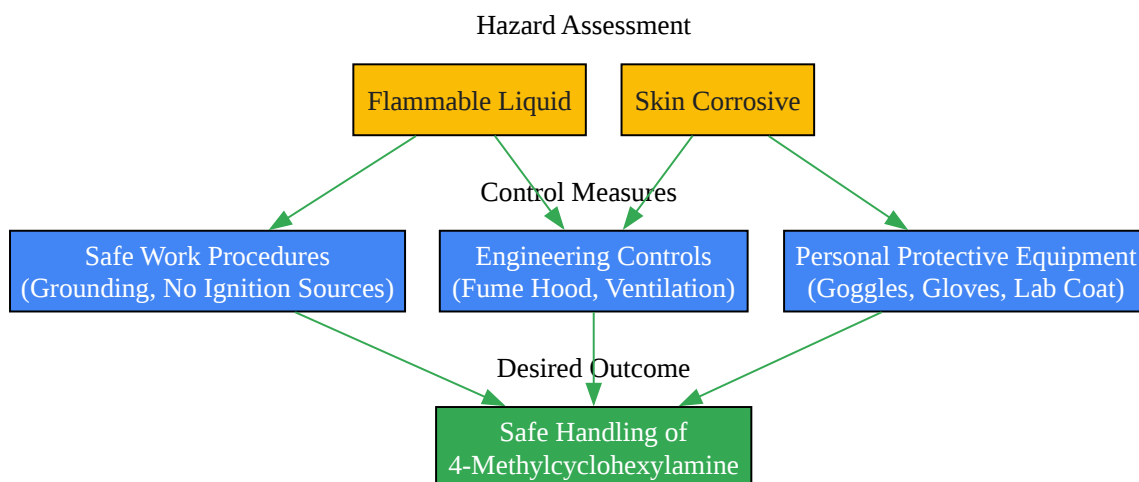 Hazard Assessment
Flammable Liquid
Skin Corrosive
Control Measures
Safe Work Procedures
(Grounding, No Ignition Sources)
Engineering Controls
(Fume Hood, Ventilation)
Personal Protective Equipment
(Goggles, Gloves, Lab Coat)
Desired Outcome
Safe Handling of
4-Methylcyclohexylamine